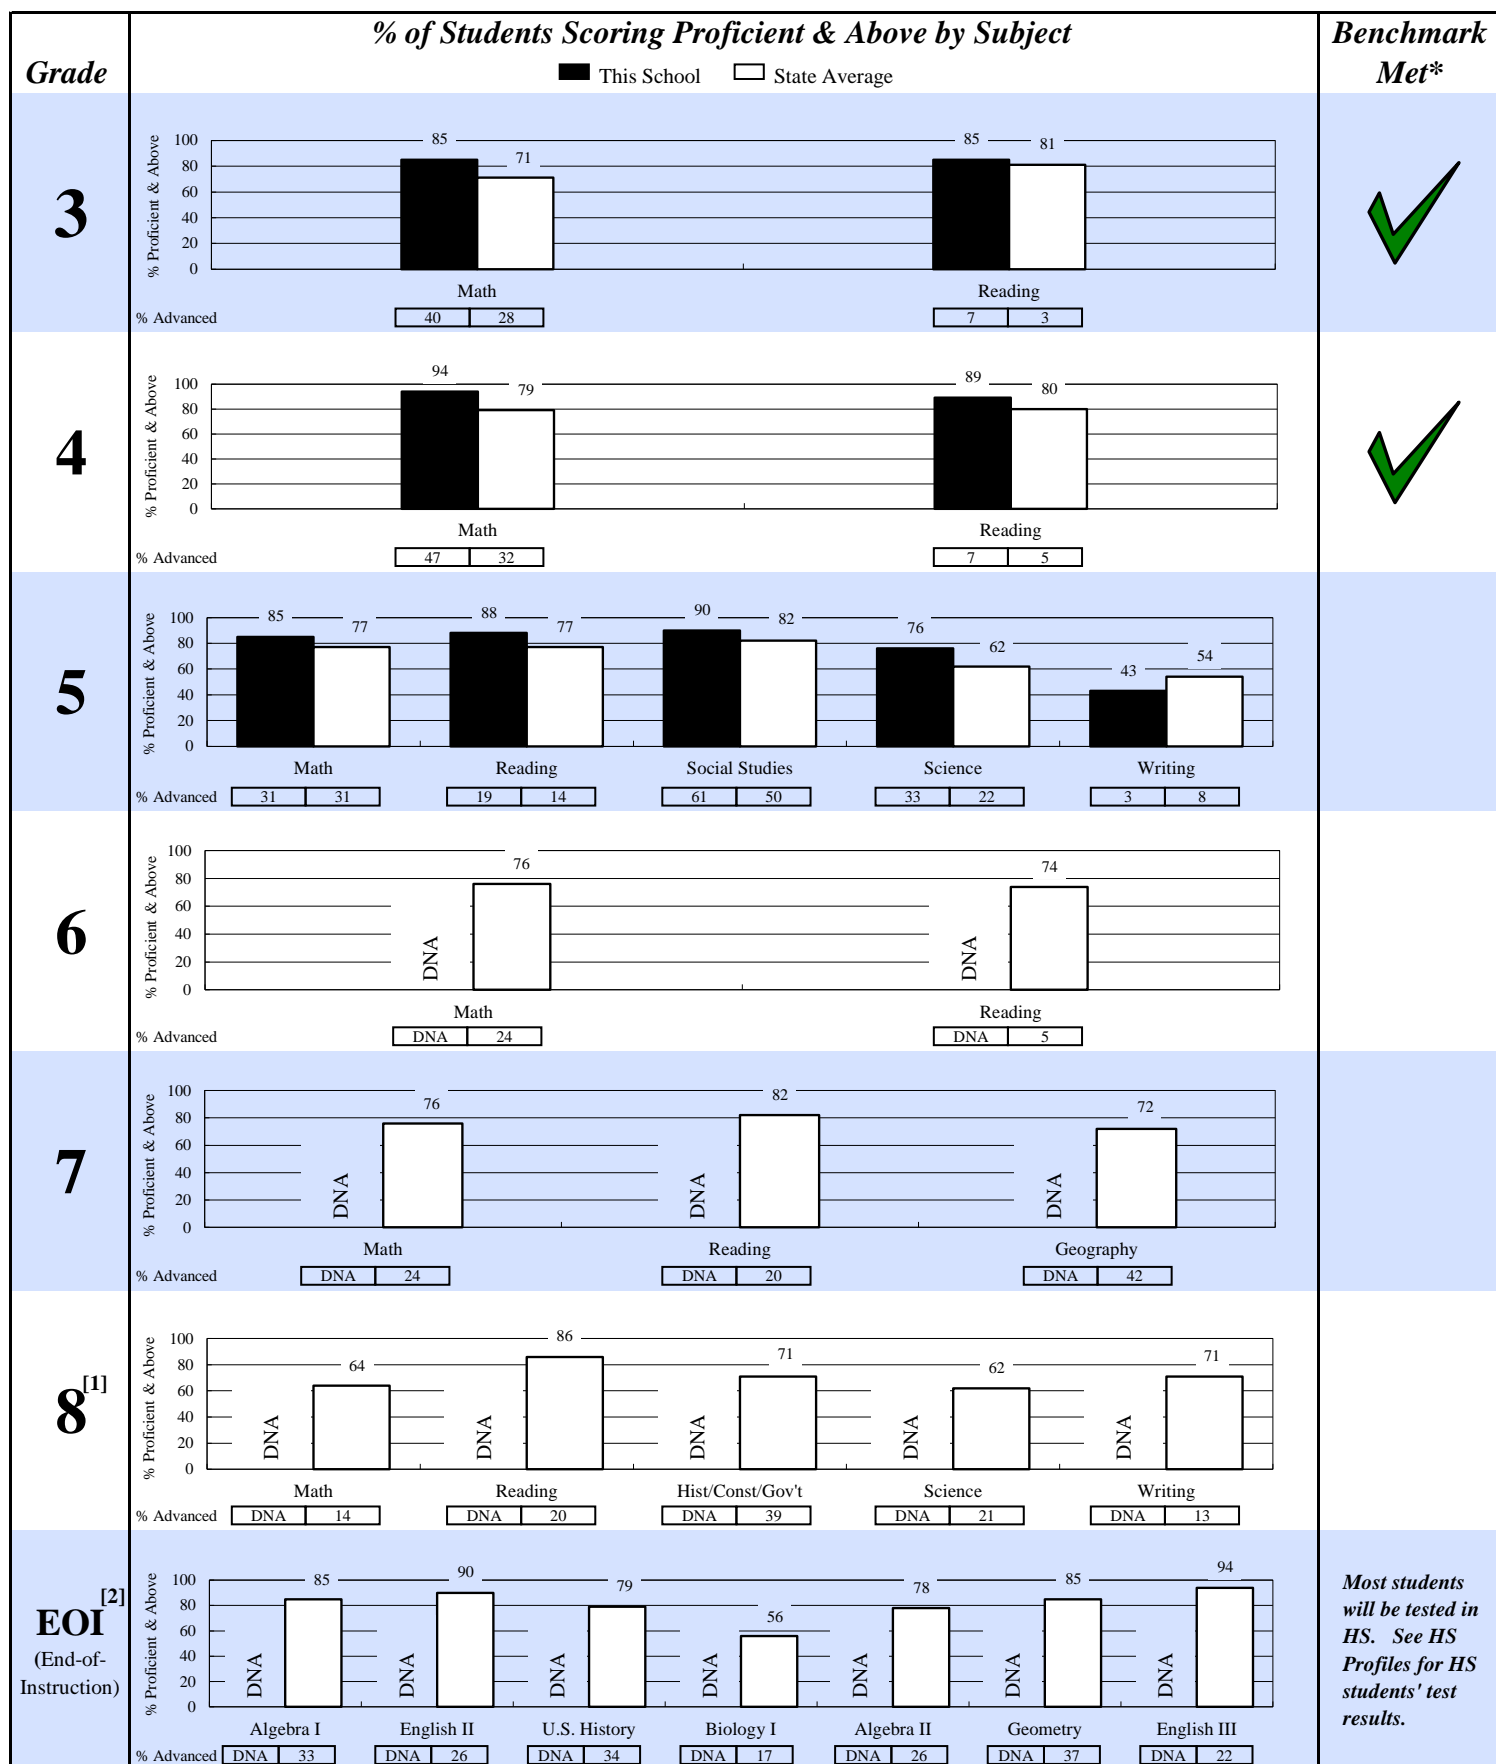 % of Students Scoring Proficient & Above by Subject
Benchmark
Met*
Grade
This School
State Average
3
% Proficient & Above
100
80
60
40
20
0
85
71
85
81
Math
Reading
% Advanced
40 28
7 3
4
% Proficient & Above
100
80
60
40
20
0
94
79
89
80
Math
Reading
% Advanced
47 32
7 5
5
% Proficient & Above
100
80
60
40
20
0
85
77
88
77
90
82
76
62
43
54
Math
Reading
Social Studies
Science
Writing
% Advanced
31 31
19 14
61 50
33 22
3 8
6
% Proficient & Above
100
80
60
40
20
0
DNA
76
DNA
74
Math
Reading
% Advanced
DNA 24
DNA 5
7
% Proficient & Above
100
80
60
40
20
0
DNA
76
DNA
82
DNA
72
Math
Reading
Geography
% Advanced
DNA 24
DNA 20
DNA 42
8[1]
% Proficient & Above
100
80
60
40
20
0
DNA
64
DNA
86
DNA
71
DNA
62
DNA
71
Math
Reading
Hist/Const/Gov't
Science
Writing
% Advanced
DNA 14
DNA 20
DNA 39
DNA 21
DNA 13
EOI[2]
(End-of-
Instruction)
% Proficient & Above
100
80
60
40
20
0
DNA
85
DNA
90
DNA
79
DNA
56
DNA
78
DNA
85
DNA
94
Algebra I
English II
U.S. History
Biology I
Algebra II
Geometry
English III
% Advanced
DNA 33
DNA 26
DNA 34
DNA 17
DNA 26
DNA 37
DNA 22
Most students
will be tested in
HS. See HS
Profiles for HS
students' test
results.